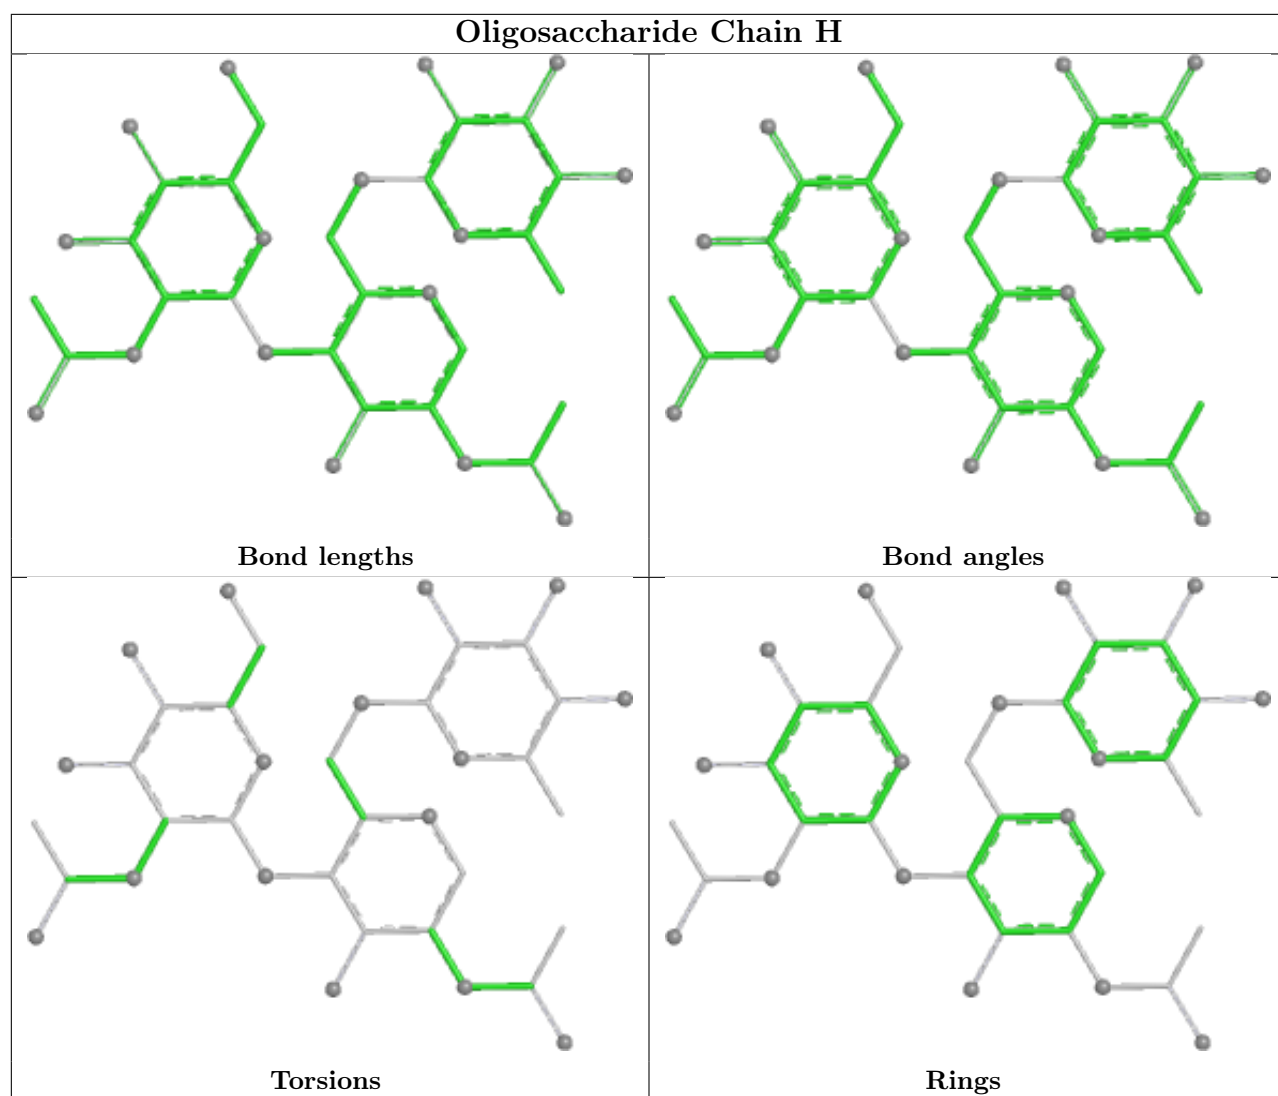 Oligosaccharide Chain H
Bond lengths
Bond angles
Torsions
Rings